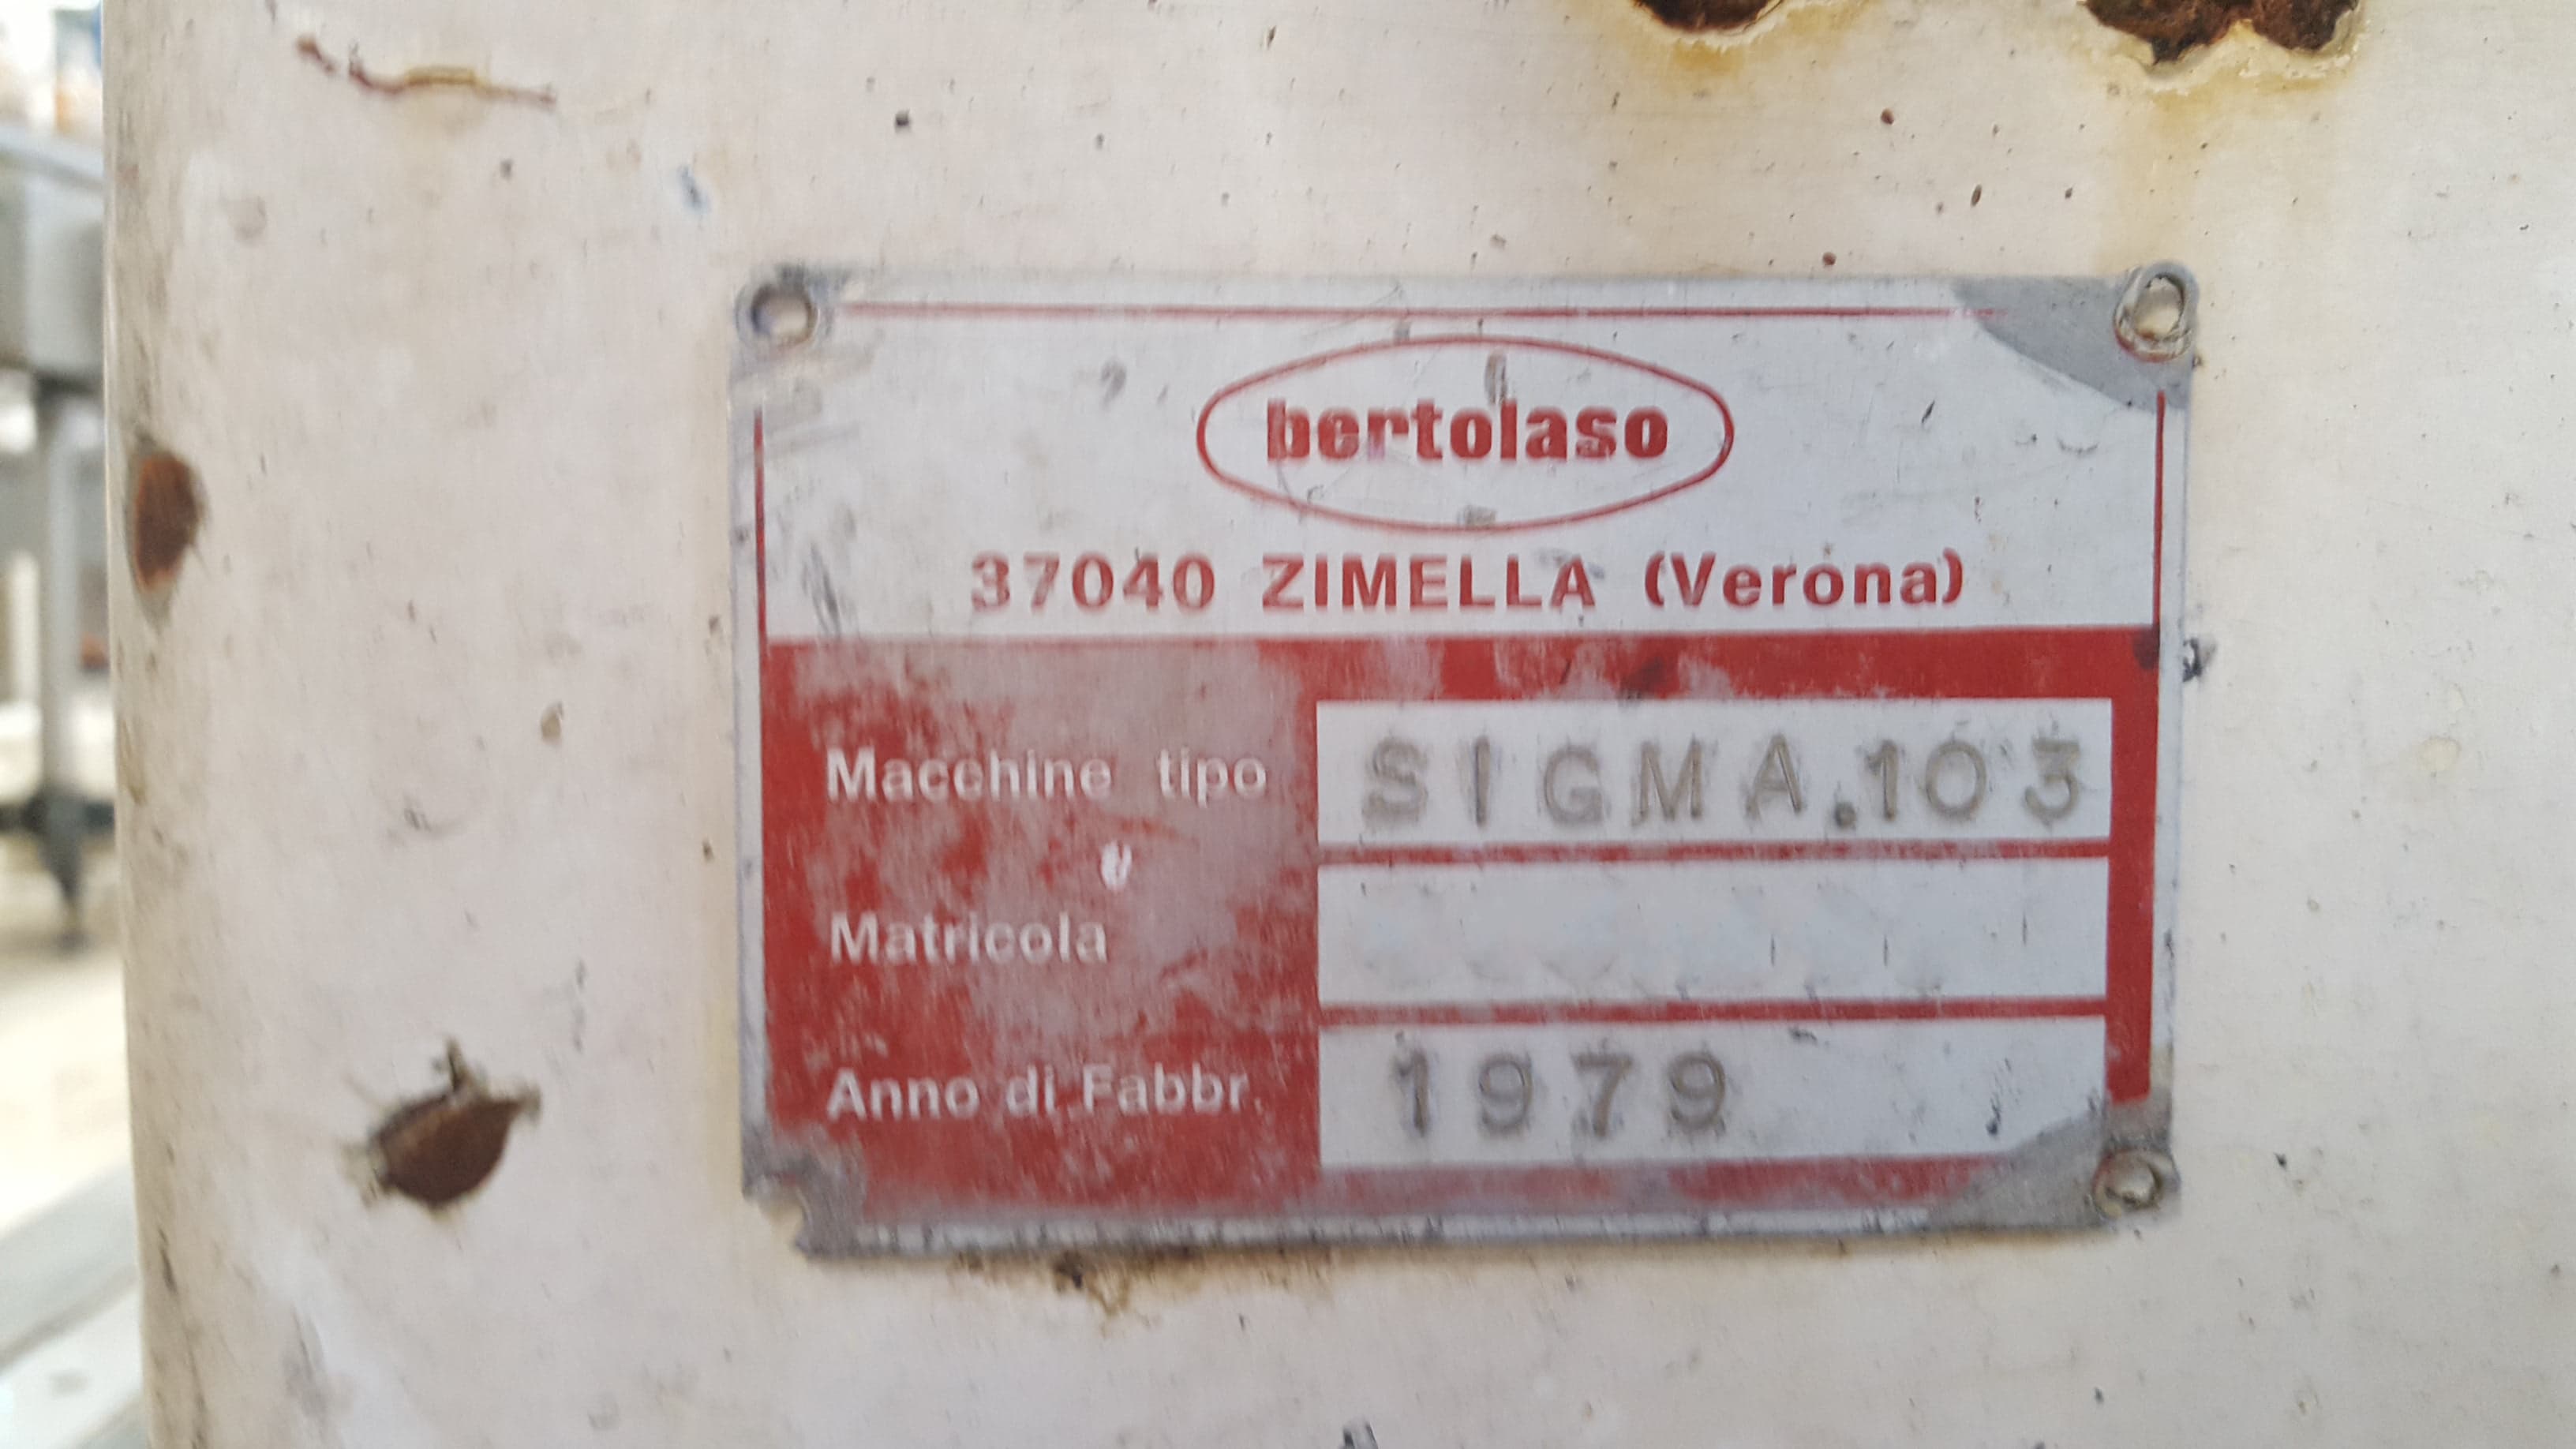 bertolaso
37040 ZIMELLA (Verona)
Macchine tipo SIGMA.103
Matricola
Anno di Fabbr. 1979